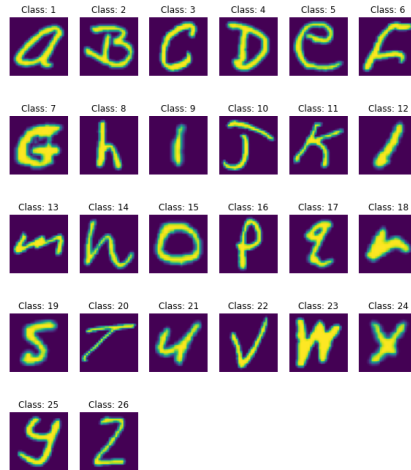 Class: 1 Class: 2 Class: 3 Class: 4 Class: 5 Class: 6
a B C D e f
Class: 7 Class: 8 Class: 9 Class: 10 Class: 11 Class: 12
G h I J K l
Class: 13 Class: 14 Class: 15 Class: 16 Class: 17 Class: 18
m n O p q r
Class: 19 Class: 20 Class: 21 Class: 22 Class: 23 Class: 24
S T u V W X
Class: 25 Class: 26
y Z